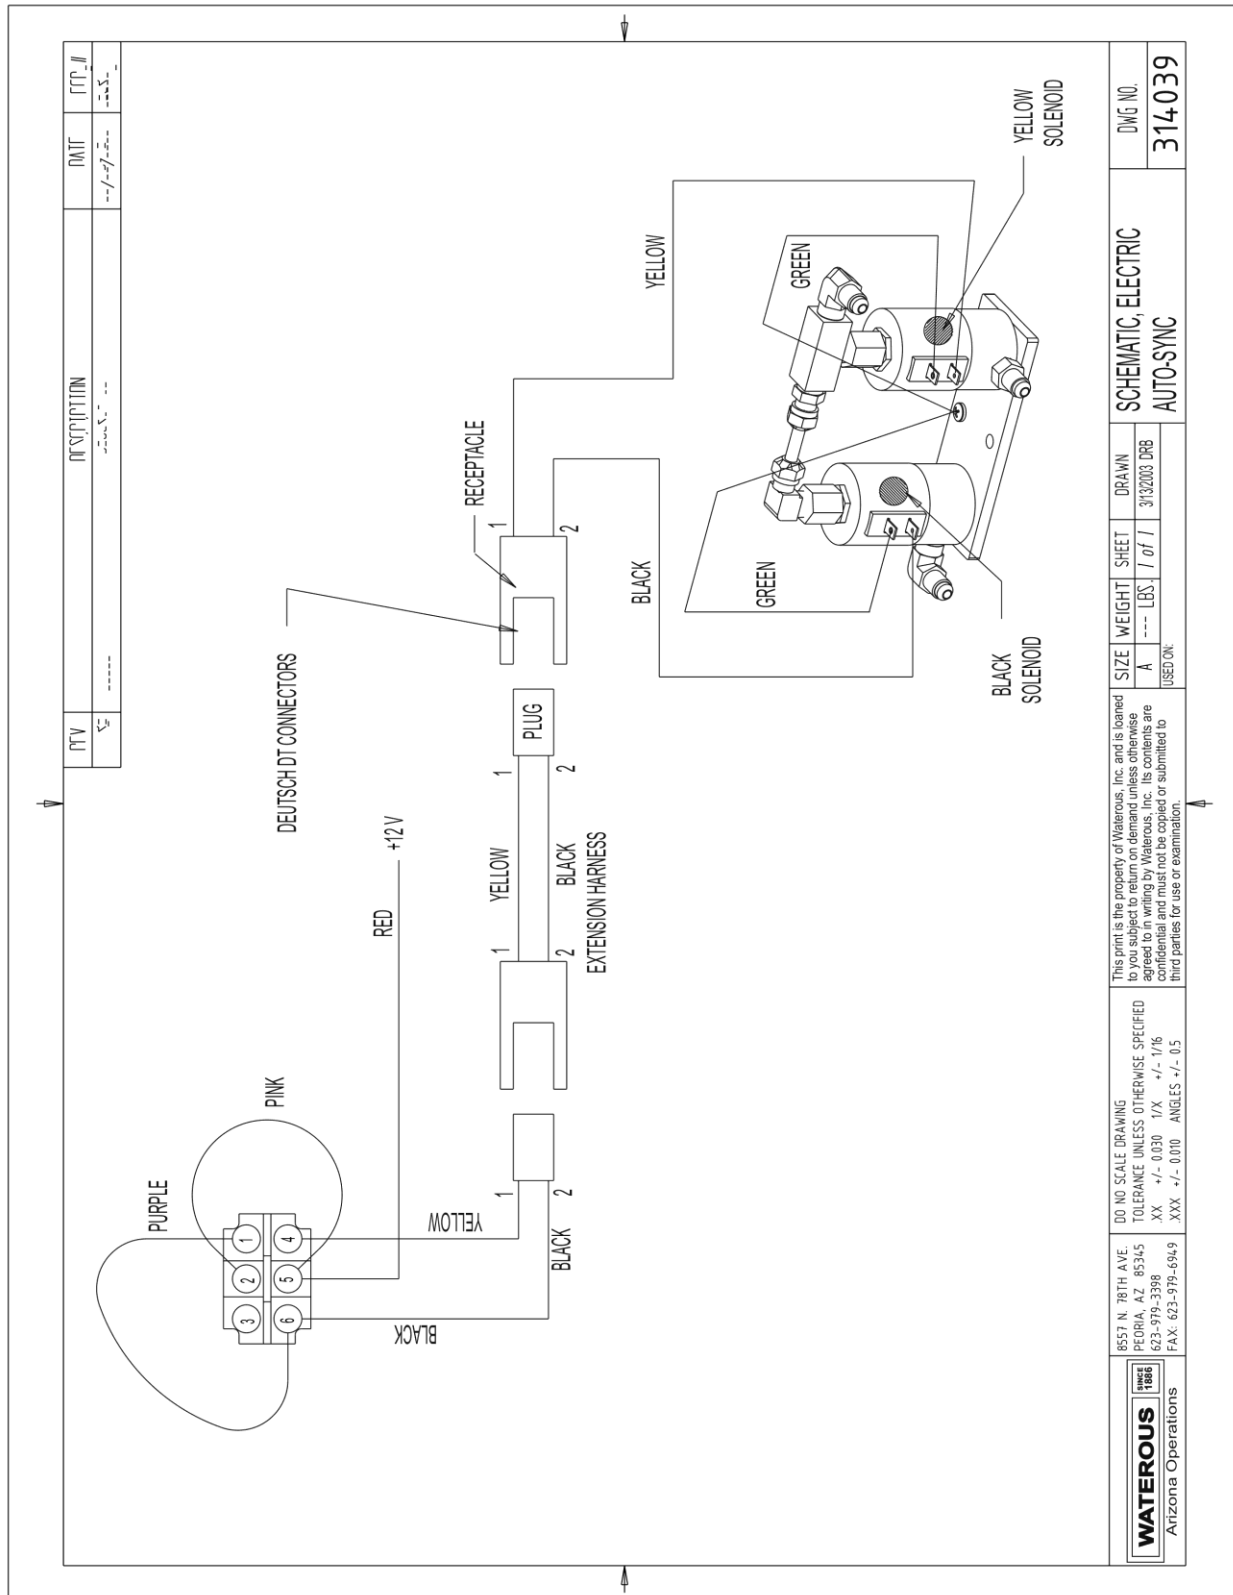 REV
DESCRIPTION
DATE
PURPLE
PINK
1
2
3
4
5
6
YELLOW
BLACK
1
2
BLACK
RED
+12V
DEUTSCH DT CONNECTORS
1
2
YELLOW
BLACK
EXTENSION HARNESS
1
2
PLUG
RECEPTACLE
1
2
YELLOW
BLACK
GREEN
GREEN
BLACK
SOLENOID
YELLOW
SOLENOID
WATEROUS
SINCE
1886
Arizona Operations
8557 N. 78TH AVE.
PEORIA, AZ 85345
623-979-3398
FAX: 623-979-6949
DO NO SCALE DRAWING
TOLERANCE UNLESS OTHERWISE SPECIFIED
.XX +/- 0.030 1/X +/- 1/16
.XXX +/- 0.010 ANGLES +/- 0.5
This print is the property of Waterous, Inc. and is loaned
to you subject to return on demand unless otherwise
agreed to in writing by Waterous, Inc. Its contents are
confidential and must not be copied or submitted to
third parties for use or examination.
SIZE WEIGHT SHEET DRAWN
A --- LBS. 1 of 1 3/13/2003 DRB
USED ON:
SCHEMATIC, ELECTRIC
AUTO-SYNC
DWG NO.
314039